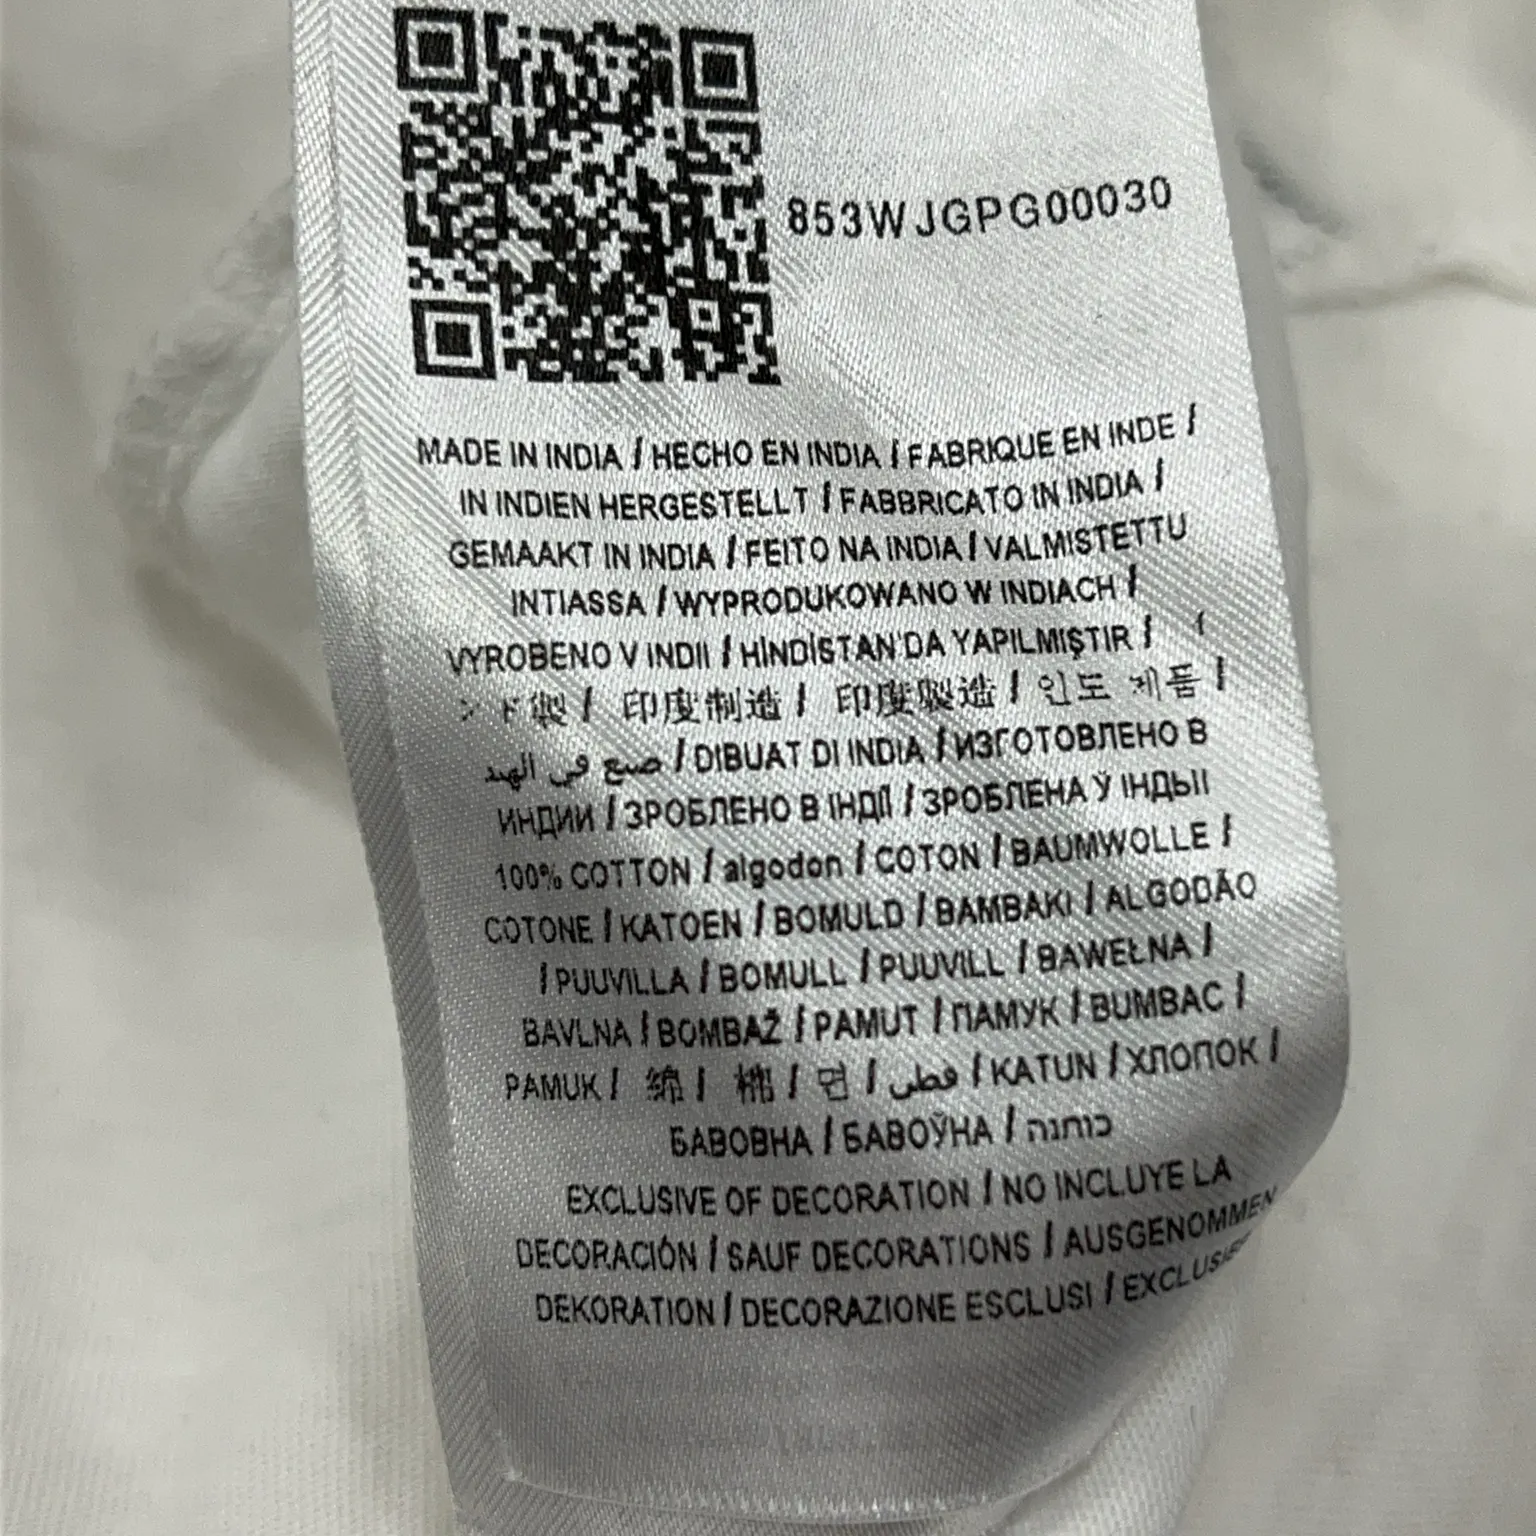 853WJGPG00030
MADE IN INDIA / HECHO EN INDIA / FABRIQUE EN INDE /
IN INDIEN HERGESTELLT / FABBRICATO IN INDIA /
GEMAAKT IN INDIA / FEITO NA INDIA / VALMISTETTU
INTIASSA / WYPRODUKOWANO W INDIACH /
VYROBENO V INDII / HİNDİSTAN'DA YAPILMIŞTIR / イ
ンド製 / 印度制造 / 印度製造 / 인도 제품 /
صنع في الهند / DIBUAT DI INDIA / ИЗГОТОВЛЕНО В
ИНДИИ / ЗРОБЛЕНО В ІНДІЇ / ЗРОБЛЕНА Ў ІНДЫІ
100% COTTON / algodon / COTON / BAUMWOLLE /
COTONE / KATOEN / BOMULD / BAMBAKI / ALGODÃO
/ PUUVILLA / BOMULL / PUUVILL / BAWEŁNA /
BAVLNA / BOMBAŽ / PAMUT / ПАМУК / BUMBAC /
PAMUK / 綿 / 棉 / 면 / قطن / KATUN / ХЛОПОК /
БАВОВНА / БАВОЎНА / כותנה
EXCLUSIVE OF DECORATION / NO INCLUYE LA
DECORACIÓN / SAUF DECORATIONS / AUSGENOMMEN
DEKORATION / DECORAZIONE ESCLUSI /